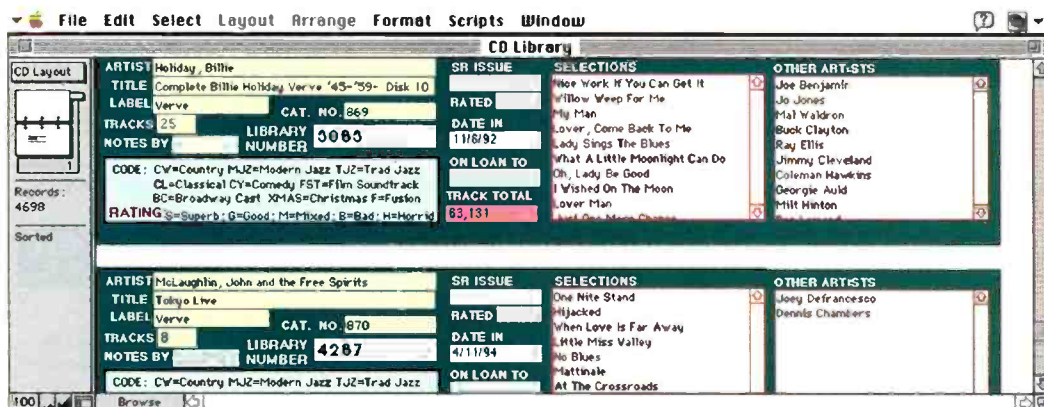 File Edit Select Layout Arrange Format Scripts Window
CD Library
CD Layout
1
Records:
4698
Sorted
ARTIST Holiday, Billie
TITLE Complete Billie Holiday Verve '45-'59- Disk 10
LABEL Verve
CAT. NO. 869
TRACKS 25
LIBRARY NUMBER 5085
NOTES BY
CODE: CW=Country MJZ=Modern Jazz TJZ=Trad Jazz
CL=Classical CY=Comedy FST=Film Soundtrack
BC=Broadway Cast XMAS=Christmas F=Fusion
RATING S=Superb; G=Good; M=Mixed; B=Bad; H=Horrid
SR ISSUE
RATED
DATE IN
11/6/92
ON LOAN TO
TRACK TOTAL
63,131
SELECTIONS
Nice Work If You Can Get It
Willow Weep For Me
My Man
Lover, Come Back To Me
Lady Sings The Blues
What A Little Moonlight Can Do
Oh, Lady Be Good
I Wished On The Moon
Lover Man
Just One More Chance
OTHER ARTISTS
Joe Benjamin
Jo Jones
Mal Waldron
Buck Clayton
Ray Ellis
Jimmy Cleveland
Coleman Hawkins
Georgie Auld
Milt Hinton
ARTIST McLaughlin, John and the Free Spirits
TITLE Tokyo Live
LABEL Verve
CAT. NO. 870
TRACKS 8
LIBRARY NUMBER 4287
NOTES BY
CODE: CW=Country MJZ=Modern Jazz TJZ=Trad Jazz
SR ISSUE
RATED
DATE IN
4/11/94
ON LOAN TO
SELECTIONS
One Nite Stand
Hijacked
When Love Is Far Away
Little Miss Valley
No Blues
Mattinale
At The Crossroads
OTHER ARTISTS
Joey Defrancesco
Dennis Chambers
100
Browse